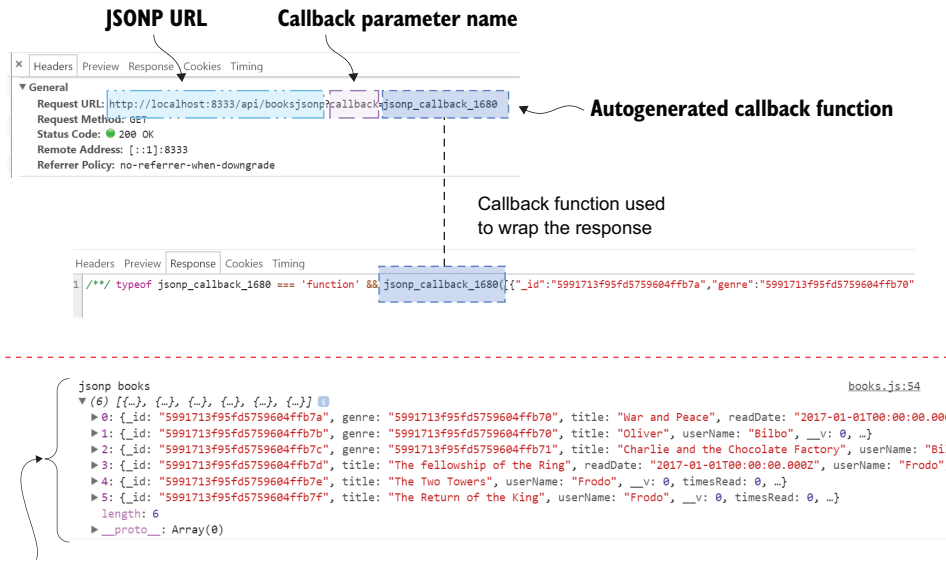 JSONP URL Callback parameter name
× Headers Preview Response Cookies Timing
▼ General
Request URL: http://localhost:8333/api/booksjsonp?callback=jsonp_callback_1680
Autogenerated callback function
Request Method: GET
Status Code: 200 OK
Remote Address: [::1]:8333
Referrer Policy: no-referrer-when-downgrade
Callback function used
to wrap the response
Headers Preview Response Cookies Timing
1 /**/ typeof jsonp_callback_1680 === 'function' && jsonp_callback_1680([{"_id":"5991713f95fd5759604ffb7a","genre":"5991713f95fd5759604ffb70"
jsonp books books.js:54
▼ (6) [{…}, {…}, {…}, {…}, {…}, {…}] i
▶ 0: {_id: "5991713f95fd5759604ffb7a", genre: "5991713f95fd5759604ffb70", title: "War and Peace", readDate: "2017-01-01T00:00:00.000
▶ 1: {_id: "5991713f95fd5759604ffb7b", genre: "5991713f95fd5759604ffb70", title: "Oliver", userName: "Bilbo", __v: 0, …}
▶ 2: {_id: "5991713f95fd5759604ffb7c", genre: "5991713f95fd5759604ffb71", title: "Charlie and the Chocolate Factory", userName: "Bil
▶ 3: {_id: "5991713f95fd5759604ffb7d", title: "The fellowship of the Ring", readDate: "2017-01-01T00:00:00.000Z", userName: "Frodo"
▶ 4: {_id: "5991713f95fd5759604ffb7e", title: "The Two Towers", userName: "Frodo", __v: 0, timesRead: 0, …}
▶ 5: {_id: "5991713f95fd5759604ffb7f", title: "The Return of the King", userName: "Frodo", __v: 0, timesRead: 0, …}
length: 6
▶ __proto__: Array(0)